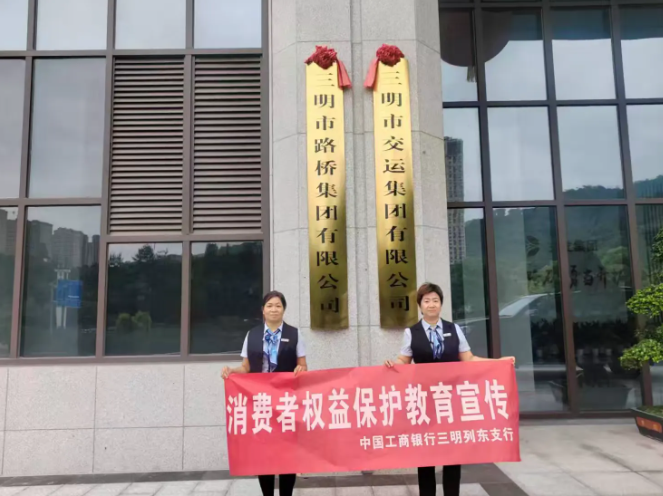 三明市路桥集团有限公司
三明市交运集团有限公司
消费者权益保护教育宣传
中国工商银行三明列东支行